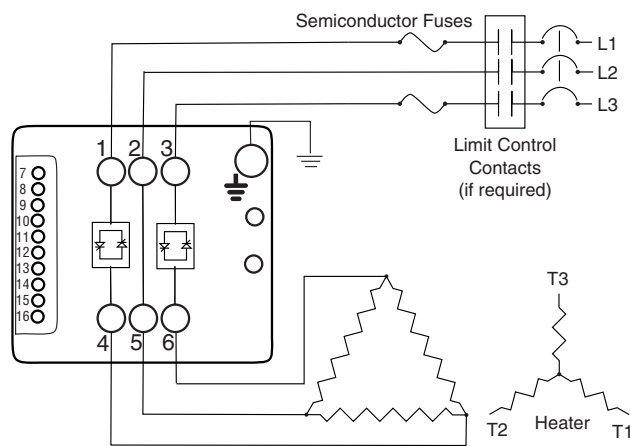 Semiconductor Fuses
L1
L2
L3
Limit Control
Contacts
(if required)
1 2 3
7
8
9
10
11
12
13
14
15
16
4 5 6
T3
T2 Heater T1